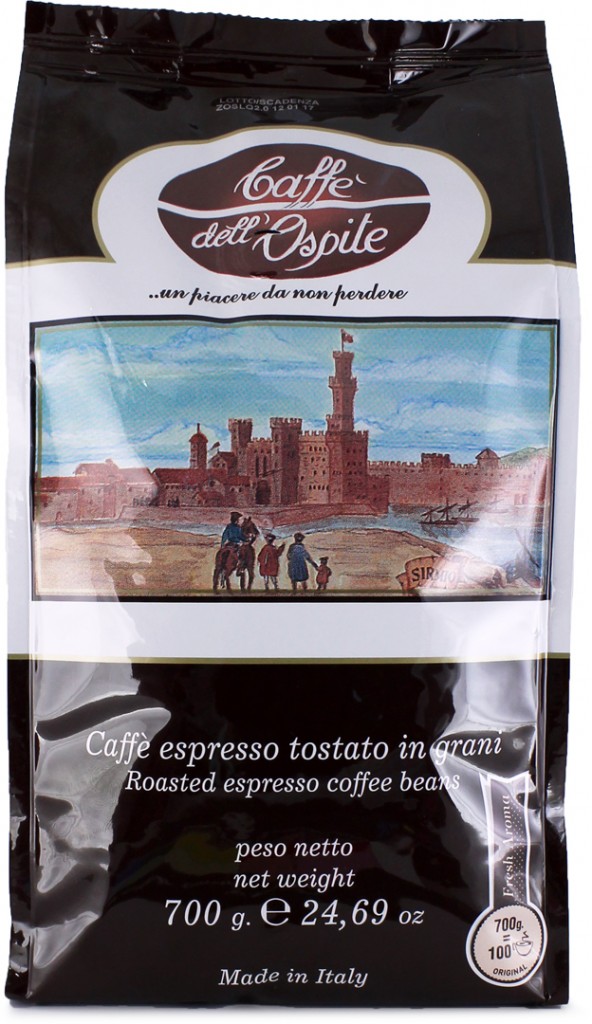 LOTTO/SCADENZA
Caffè
dell'Ospite
..un piacere da non perdere
Caffè espresso tostato in grani
Roasted espresso coffee beans
peso netto
net weight
700 g. ℮ 24,69 oz
Fresh Aroma
700g.
=
100
ORIGINAL
Made in Italy